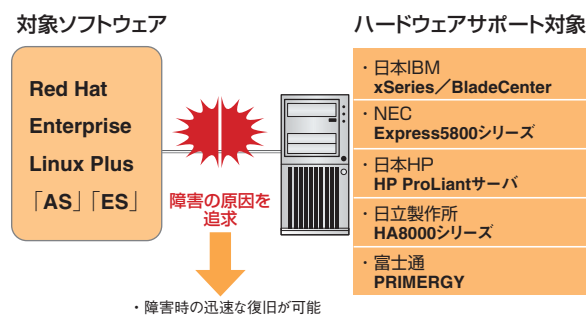 対象ソフトウェア
Red Hat
Enterprise
Linux Plus
「AS」「ES」
障害の原因を
追求
・障害時の迅速な復旧が可能
ハードウェアサポート対象
・日本IBM
xSeries／BladeCenter
・NEC
Express5800シリーズ
・日本HP
HP ProLiantサーバ
・日立製作所
HA8000シリーズ
・富士通
PRIMERGY